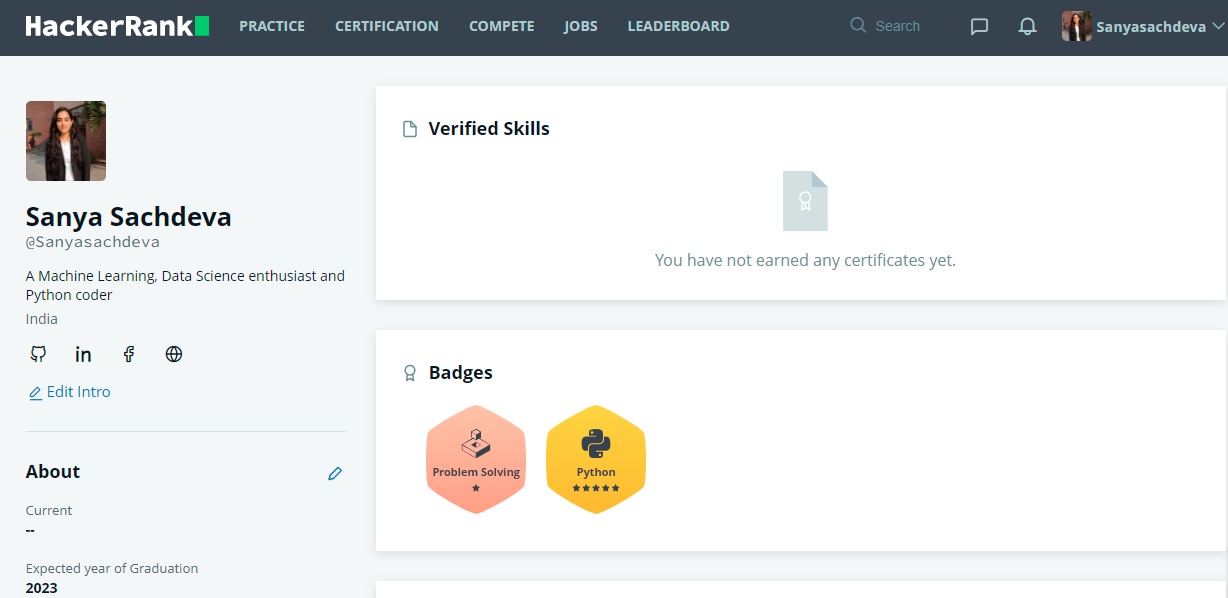 HackerRank
PRACTICE CERTIFICATION COMPETE JOBS LEADERBOARD Search Sanyasachdeva
Sanya Sachdeva
@Sanyasachdeva
A Machine Learning, Data Science enthusiast and
Python coder
India
Edit Intro
About
Current
--
Expected year of Graduation
2023
Verified Skills
You have not earned any certificates yet.
Badges
Problem Solving
Python